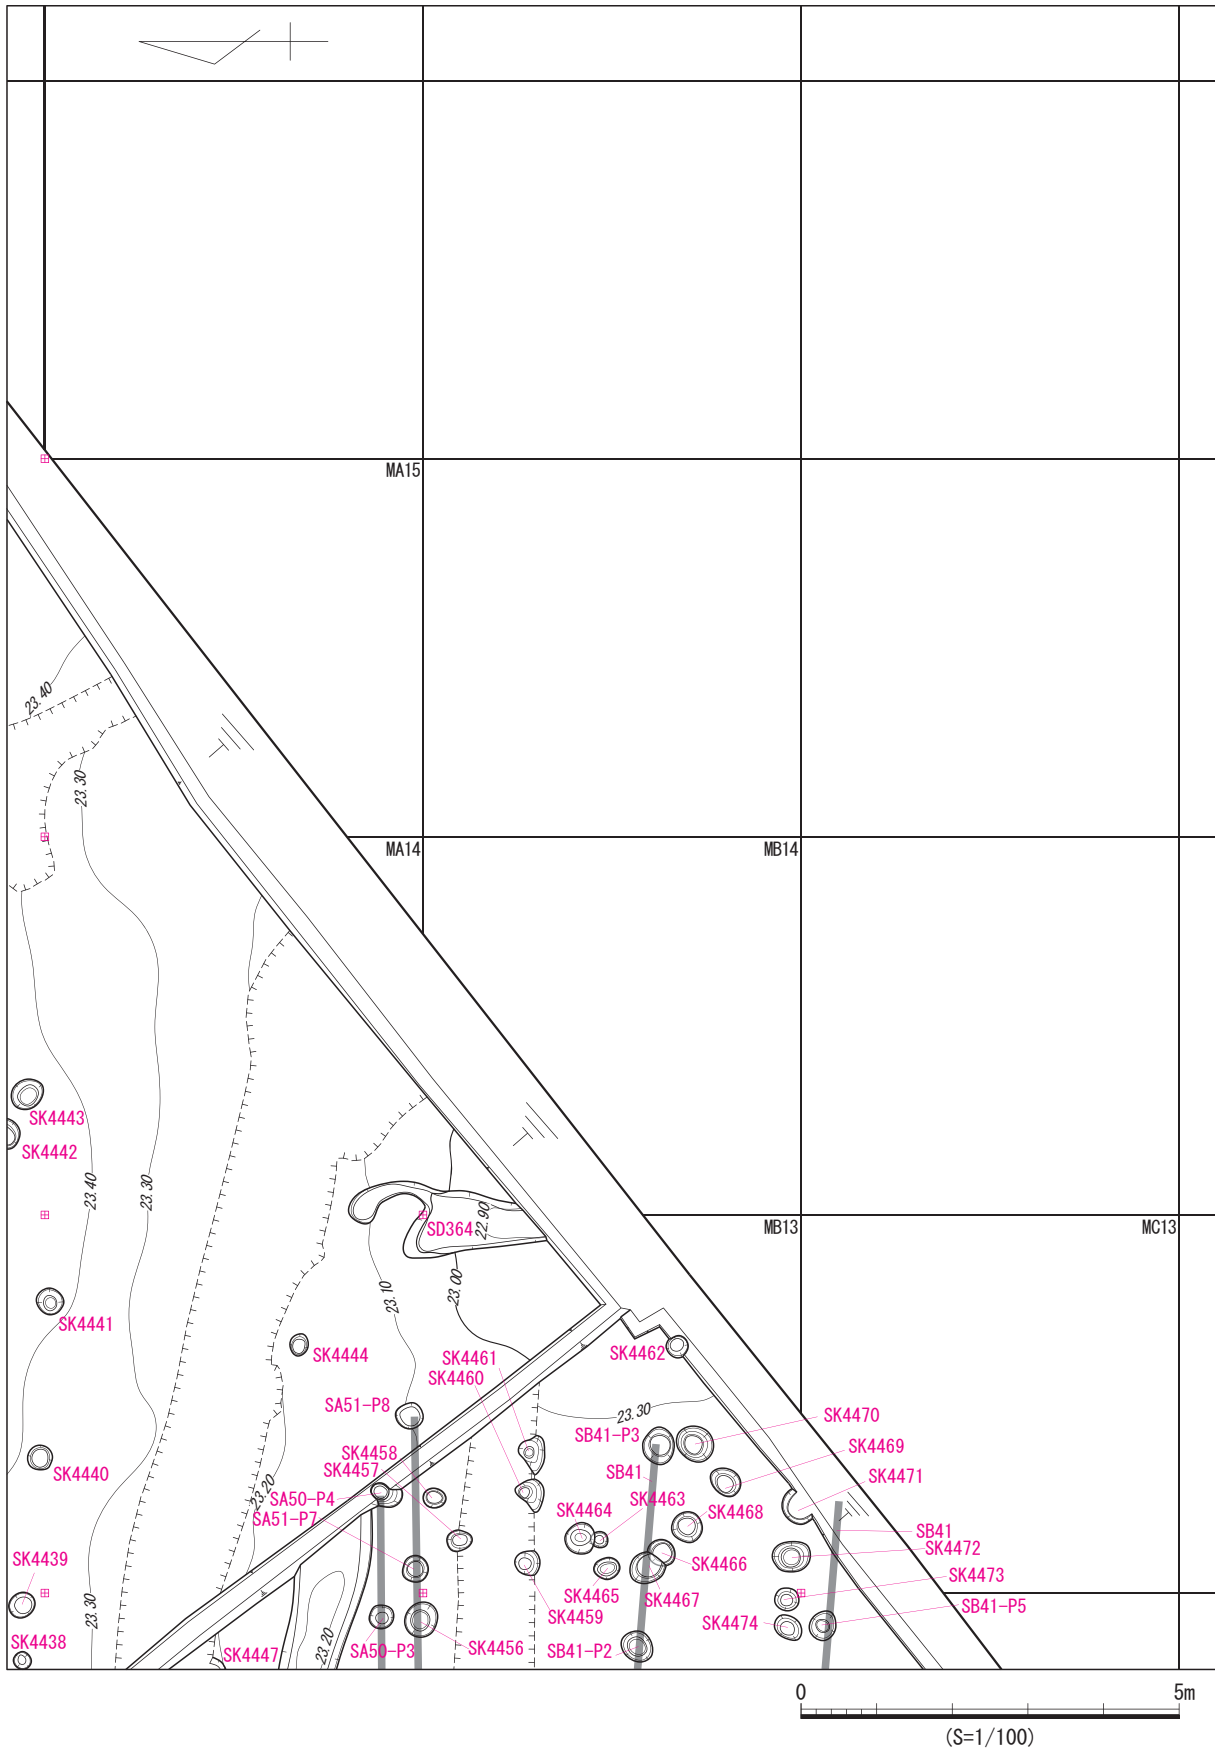 MA15
23.40
23.30
MA14
MB14
SK4443
SK4442
23.40
23.30
SD364
22.90
MB13
MC13
23.10
23.00
SK4441
SK4444
SK4461
SK4460
SK4462
SA51-P8
23.30
SK4470
SB41-P3
SK4469
SK4458
SK4457
SB41
SK4471
SK4440
23.20
SA50-P4
SK4464
SK4463
SK4468
SA51-P7
SB41
SK4472
SK4439
SK4466
SK4473
SK4465
SK4467
SB41-P5
23.30
SK4459
SK4474
SK4438
SK4447
23.20
SA50-P3
SK4456
SB41-P2
0 5m
(S=1/100)